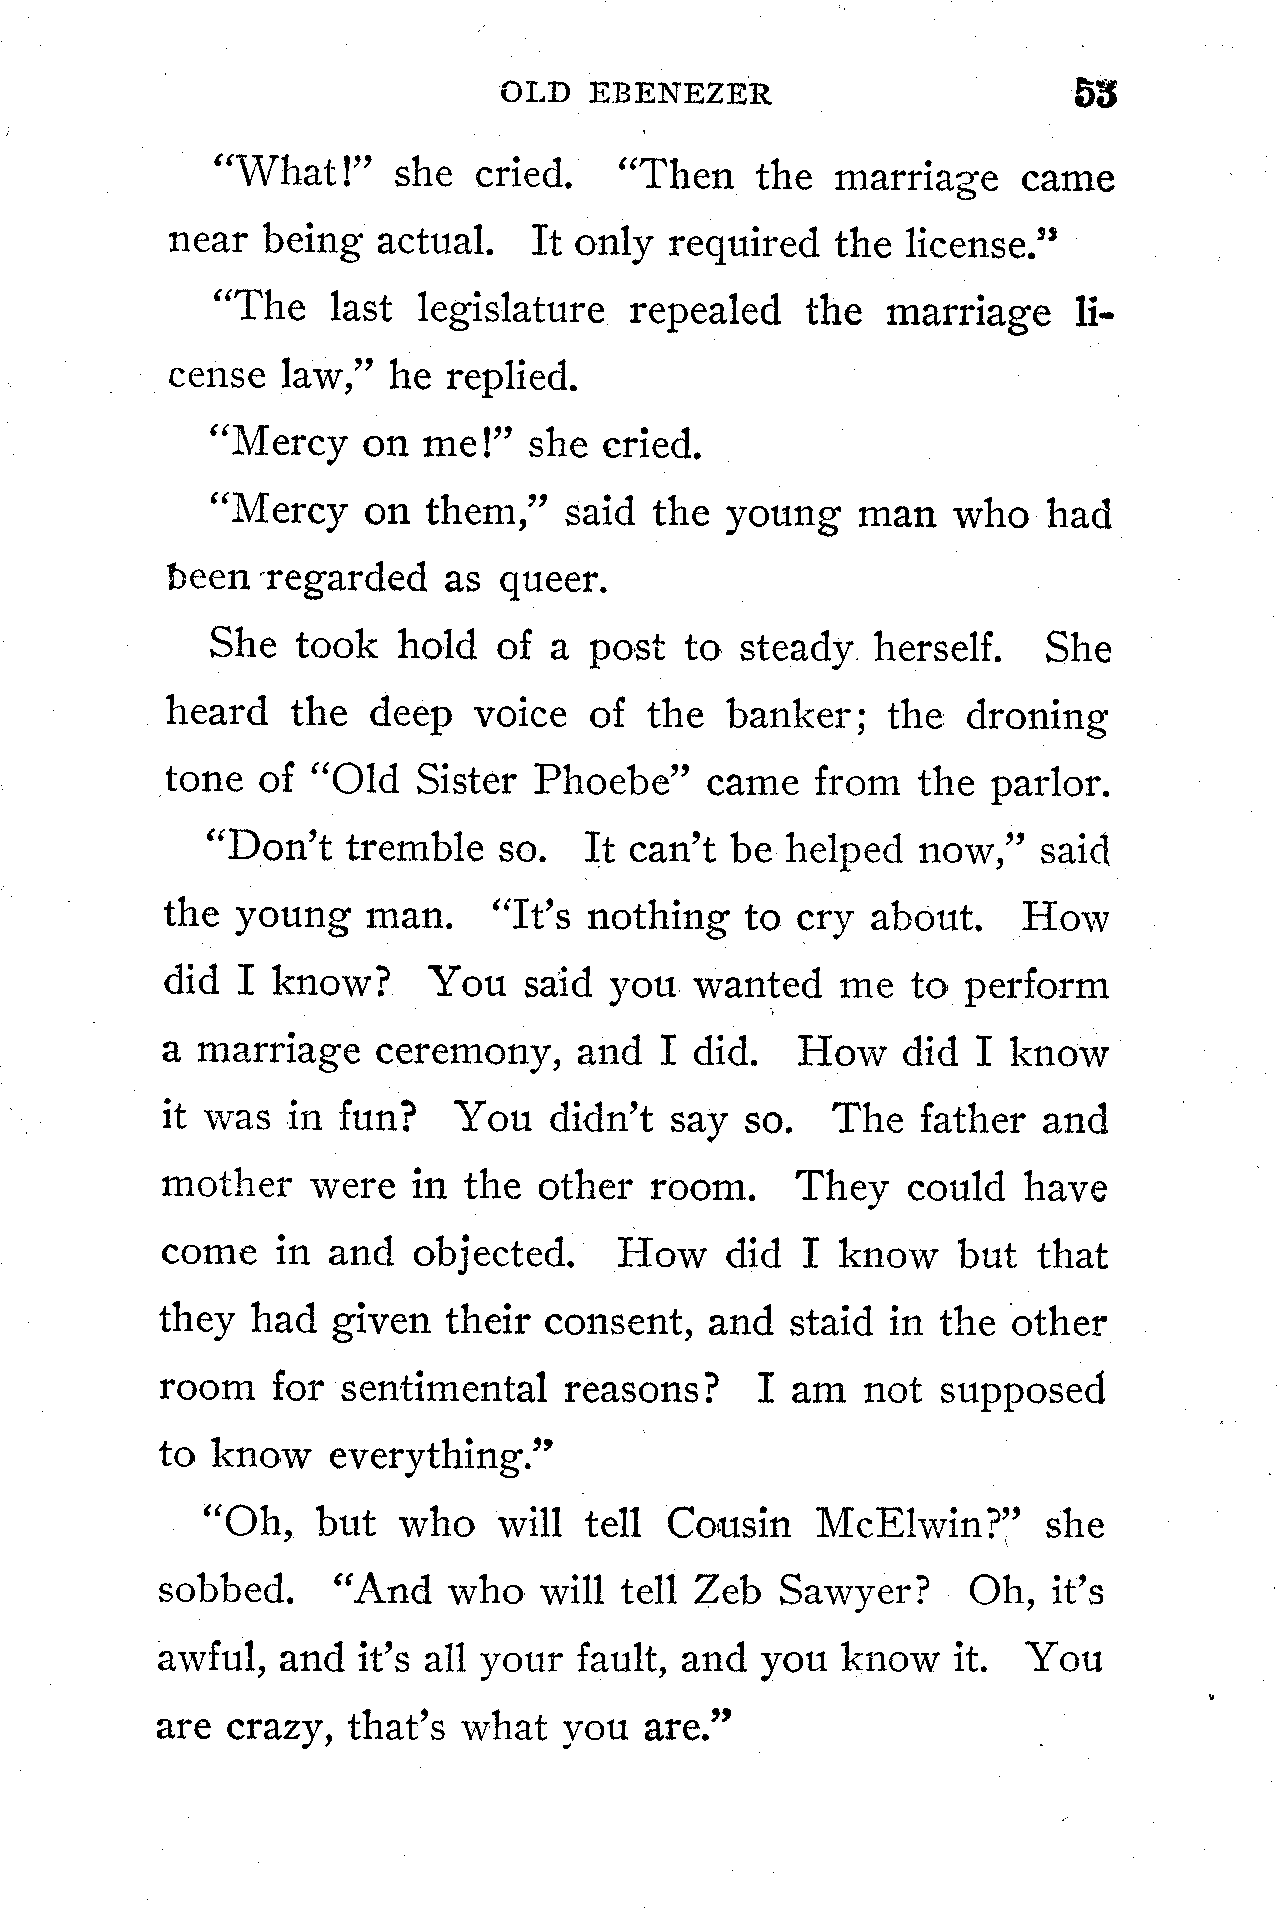 OLD EBENEZER 53
“What!” she cried. “Then the marriage came
near being actual. It only required the license.”
“The last legislature repealed the marriage li-
cense law,” he replied.
“Mercy on me!” she cried.
“Mercy on them,” said the young man who had
been regarded as queer.
She took hold of a post to steady herself. She
heard the deep voice of the banker; the droning
tone of “Old Sister Phoebe” came from the parlor.
“Don’t tremble so. It can’t be helped now,” said
the young man. “It’s nothing to cry about. How
did I know? You said you wanted me to perform
a marriage ceremony, and I did. How did I know
it was in fun? You didn’t say so. The father and
mother were in the other room. They could have
come in and objected. How did I know but that
they had given their consent, and staid in the other
room for sentimental reasons? I am not supposed
to know everything.”
“Oh, but who will tell Cousin McElwin?” she
sobbed. “And who will tell Zeb Sawyer? Oh, it’s
awful, and it’s all your fault, and you know it. You
are crazy, that’s what you are.”